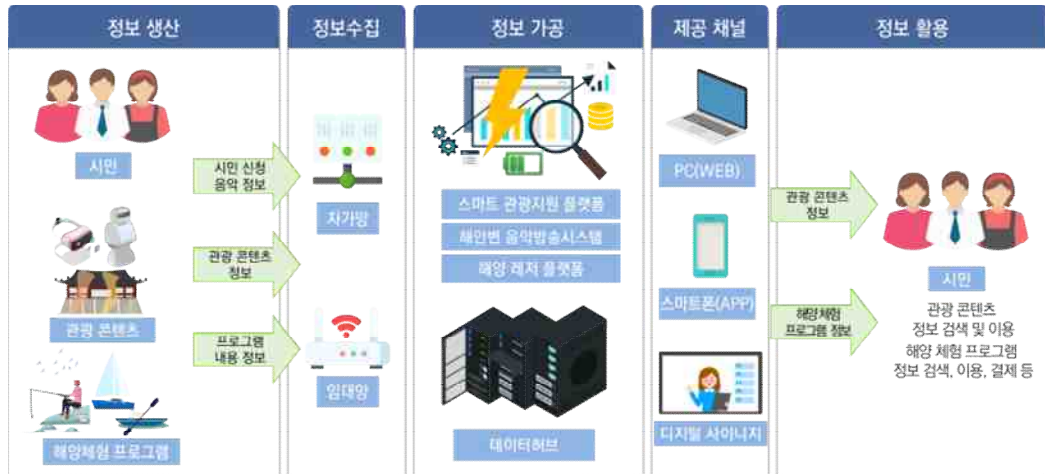 정보 생산
정보수집
정보 가공
제공 채널
정보 활용
시민
관광 콘텐츠
해양체험 프로그램
시민 신청
음악 정보
관광 콘텐츠
정보
프로그램
내용 정보
자가망
임대망
스마트 관광지원 플랫폼
해안변 음악방송시스템
해양 레저 플랫폼
데이터허브
PC(WEB)
스마트폰(APP)
디지털 사이니지
관광 콘텐츠
정보
해양체험
프로그램 정보
시민
관광 콘텐츠
정보 검색 및 이용
해양 체험 프로그램
정보 검색, 이용, 결제 등